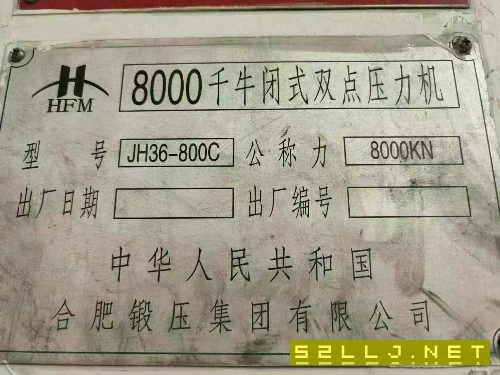 HFM
8000千牛闭式双点压力机
型号 JH36-800C 公称力 8000KN
出厂日期 出厂编号
中华人民共和国
合肥锻压集团有限公司
52LLJ.NET